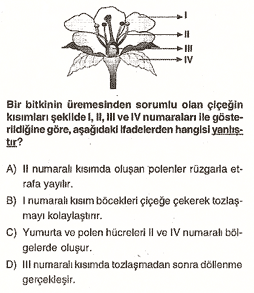 I
II
III
IV
Bir bitkinin üremesinden sorumlu olan çiçeğin
kısımları şekilde I, II, III ve IV numaraları ile göste-
rildiğine göre, aşağıdaki ifadelerden hangisi yanlış-
tır?
A) II numaralı kısımda oluşan polenler rüzgarla et-
rafa yayılır.
B) I numaralı kısım böcekleri çiçeğe çekerek tozlaş-
mayı kolaylaştırır.
C) Yumurta ve polen hücreleri II ve IV numaralı böl-
gelerde oluşur.
D) III numaralı kısımda tozlaşmadan sonra döllenme
gerçekleşir.